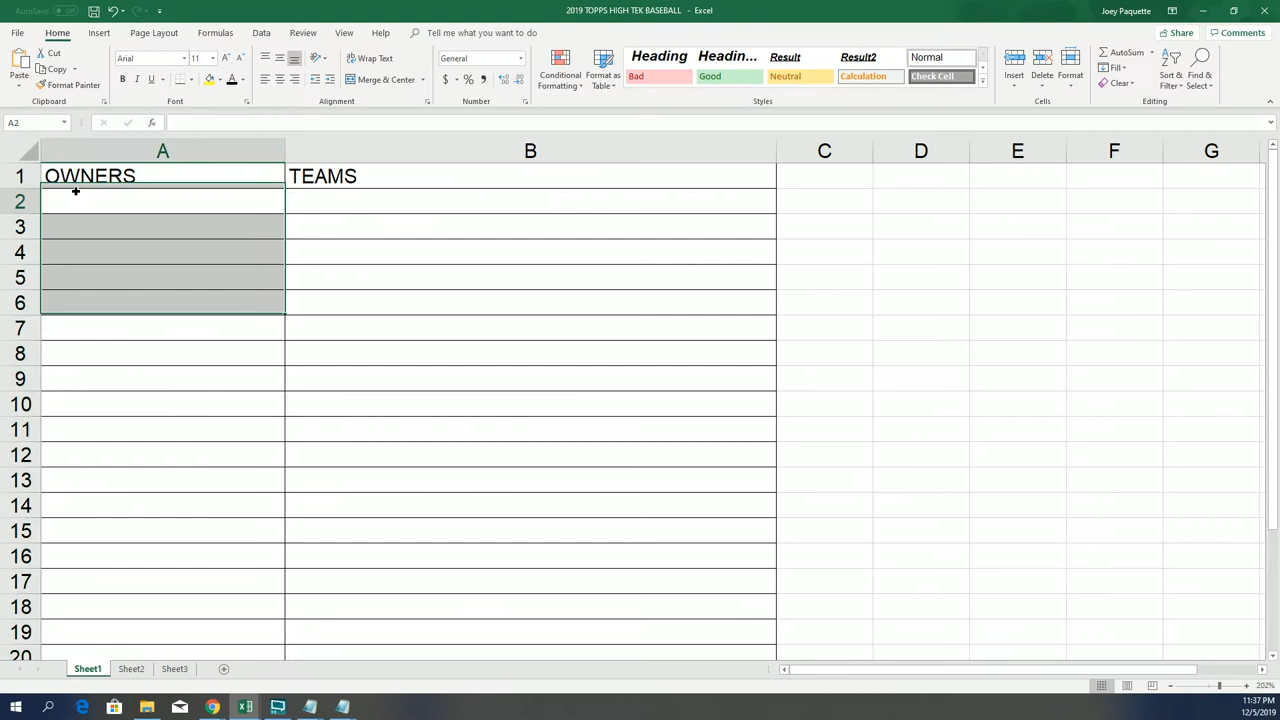 AutoSave Off 2019 TOPPS HIGH TEK BASEBALL - Excel Joey Paquette
File Home Insert Page Layout Formulas Data Review View Help Tell me what you want to do Share Comments
Paste Cut Copy Format Painter Clipboard
Arial 11 A A B I U A Font
Wrap Text Merge & Center Alignment
General $ % , Number
Conditional Formatting Format as Table
Heading Headin... Result Result2 Normal
Bad Good Neutral Calculation Check Cell
Styles
Insert Delete Format Cells
AutoSum Fill Clear Sort & Filter Find & Select Editing
A2 fx
A B C D E F G
1 OWNERS TEAMS
2
3
4
5
6
7
8
9
10
11
12
13
14
15
16
17
18
19
20
Sheet1 Sheet2 Sheet3
202%
11:37 PM
12/5/2019